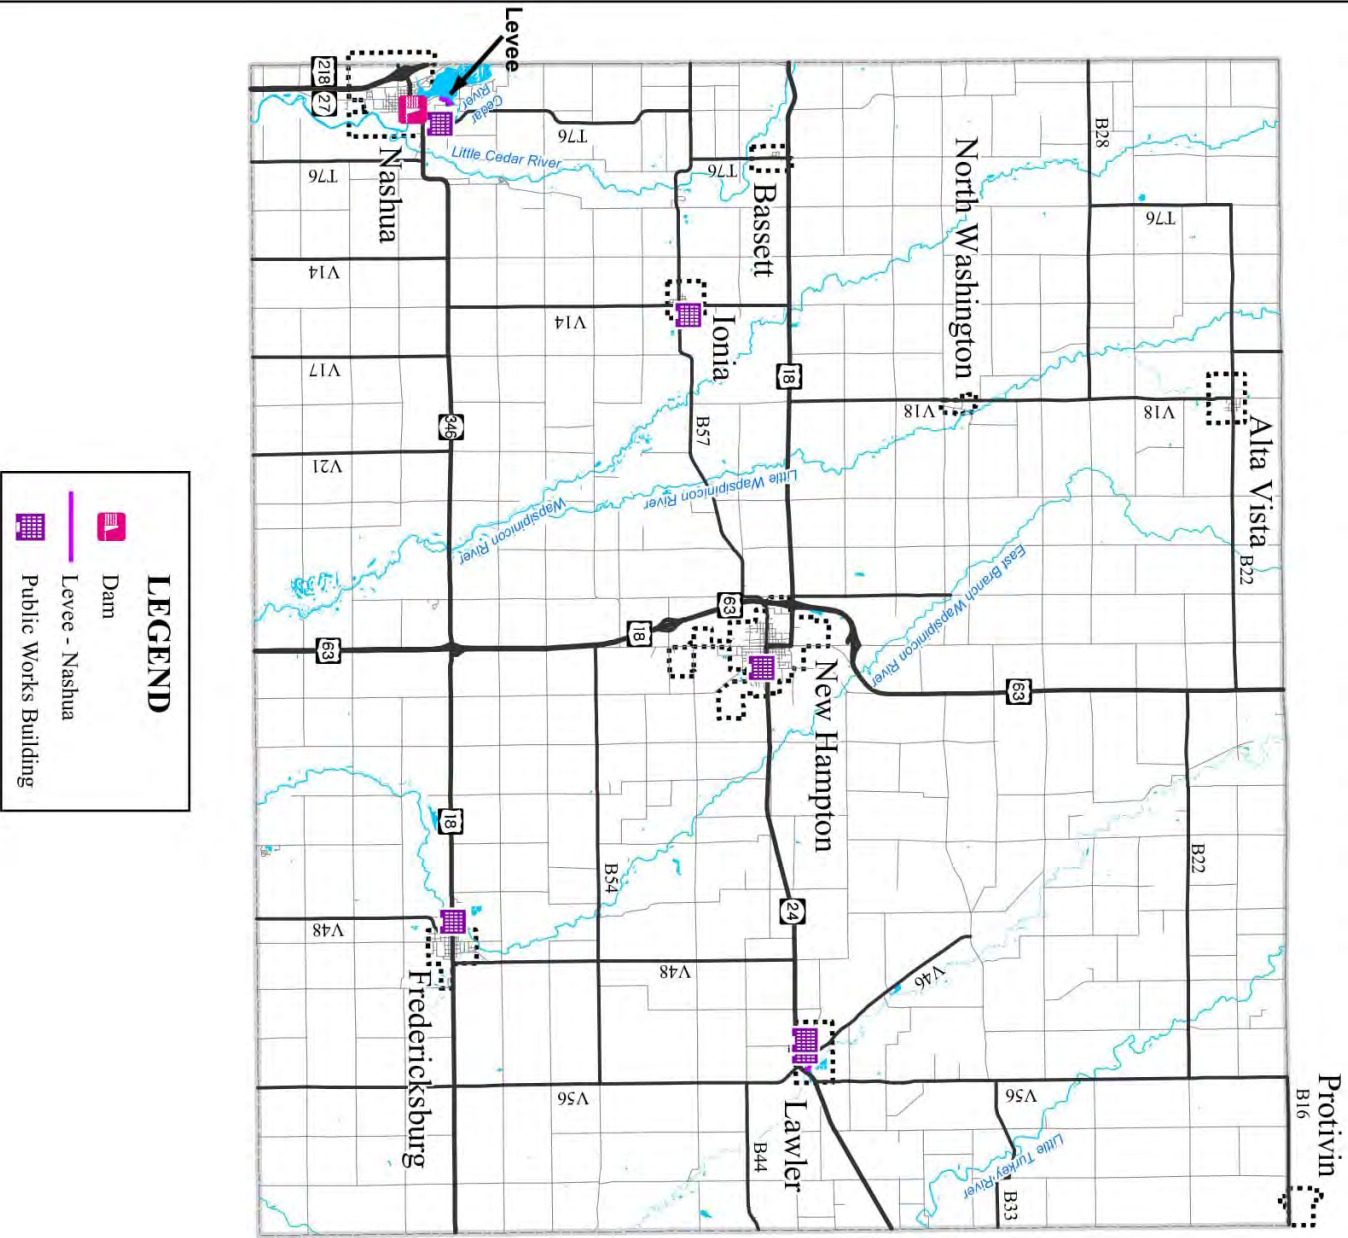 Levee
218
27
Cedar
River
Little Cedar River
T76
T76
T76
Nashua
Bassett
North Washington
B28
T76
V14
V14
Ionia
18
V17
346
V21
B57
V18
V18
Alta Vista
B22
Wapsipinicon River
Little Wapsipinicon River
East Branch Wapsipinicon River
63
18
63
63
New Hampton
18
B54
24
B22
V48
V48
V46
Fredericksburg
Lawler
V56
V56
B44
B33
Little Turkey River
Protivin
B16
LEGEND
Dam
Levee - Nashua
Public Works Building